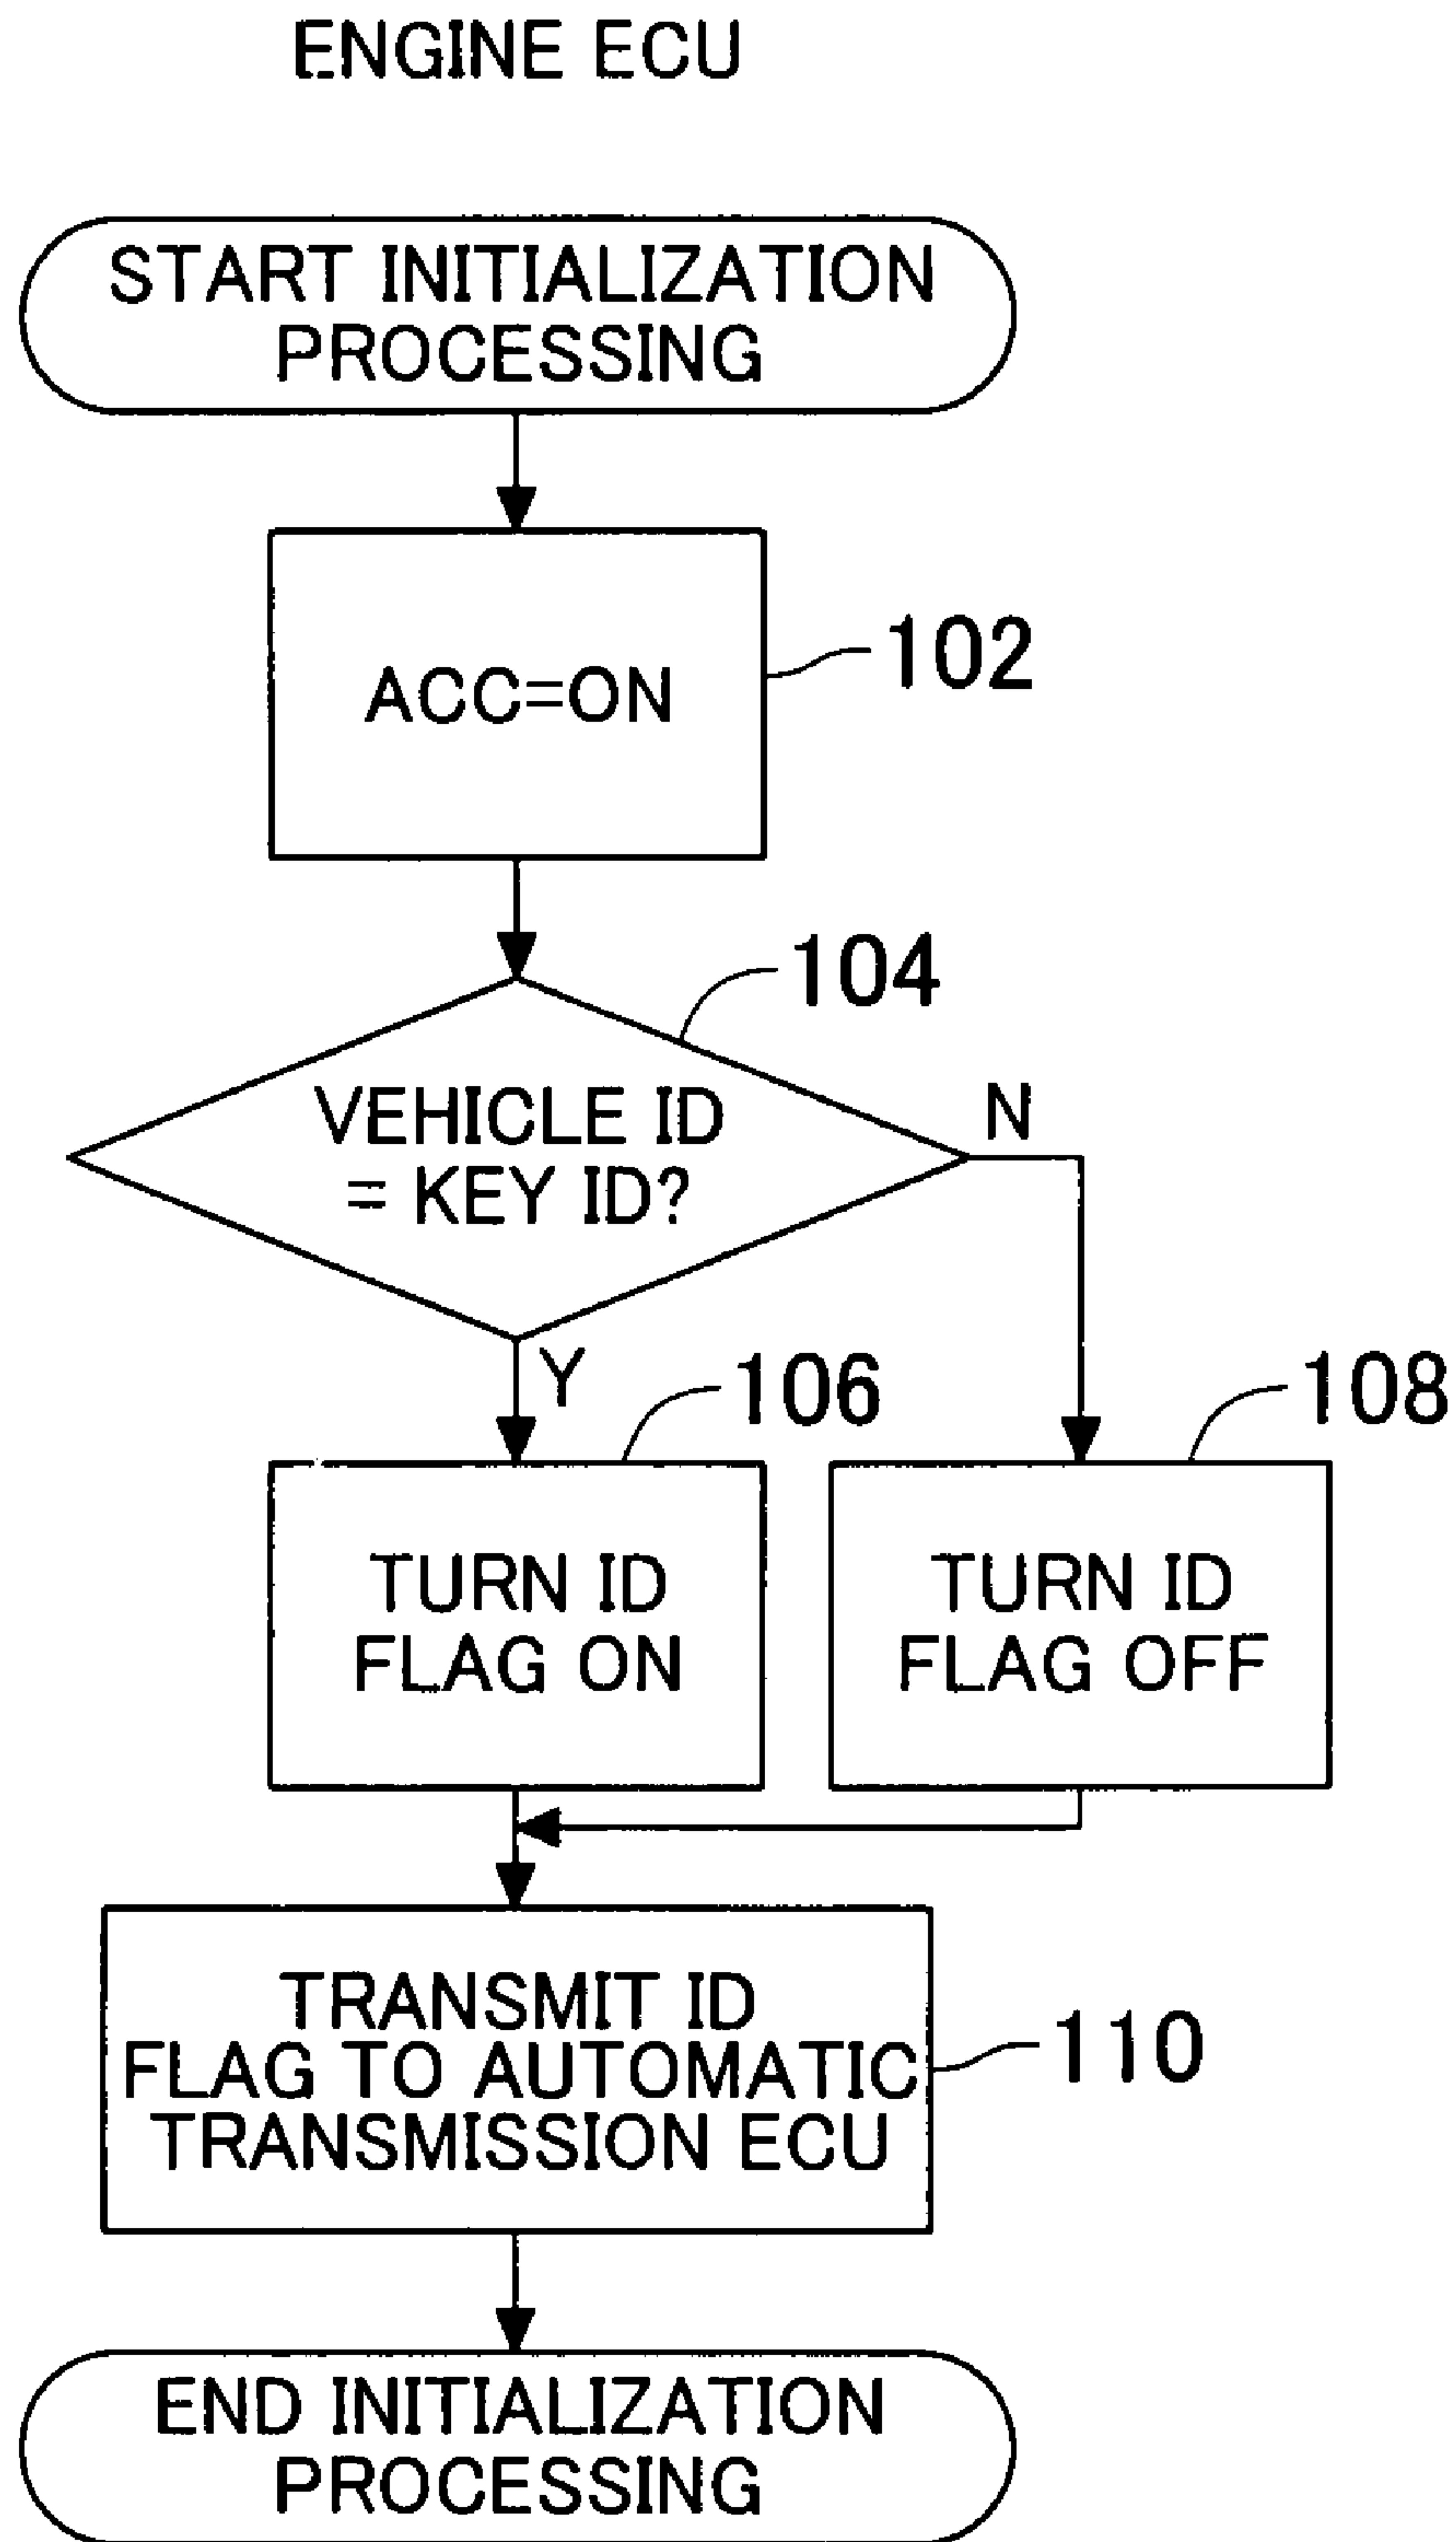 ENGINE ECU
START INITIALIZATION
PROCESSING
ACC=ON
102
104
VEHICLE ID
= KEY ID?
N
Y
106
108
TURN ID
FLAG ON
TURN ID
FLAG OFF
TRANSMIT ID
FLAG TO AUTOMATIC
TRANSMISSION ECU
110
END INITIALIZATION
PROCESSING